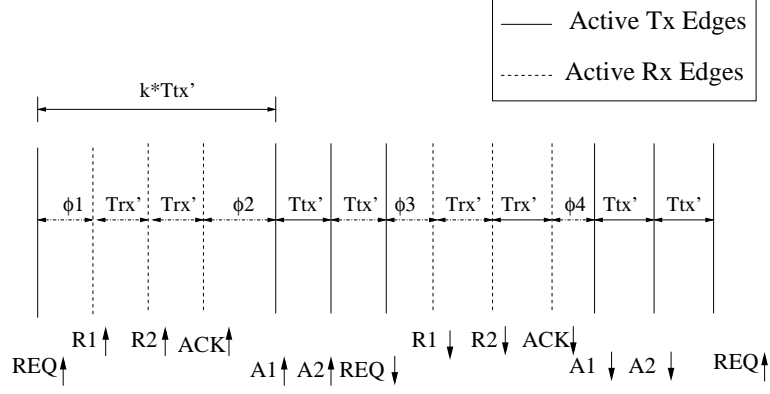 Active Tx Edges
Active Rx Edges
k*Ttx'
ϕ1 Trx' Trx' ϕ2 Ttx' Ttx' ϕ3 Trx' Trx' ϕ4 Ttx' Ttx'
R1 R2 ACK R1 R2 ACK
REQ A1 A2 REQ A1 A2 REQ